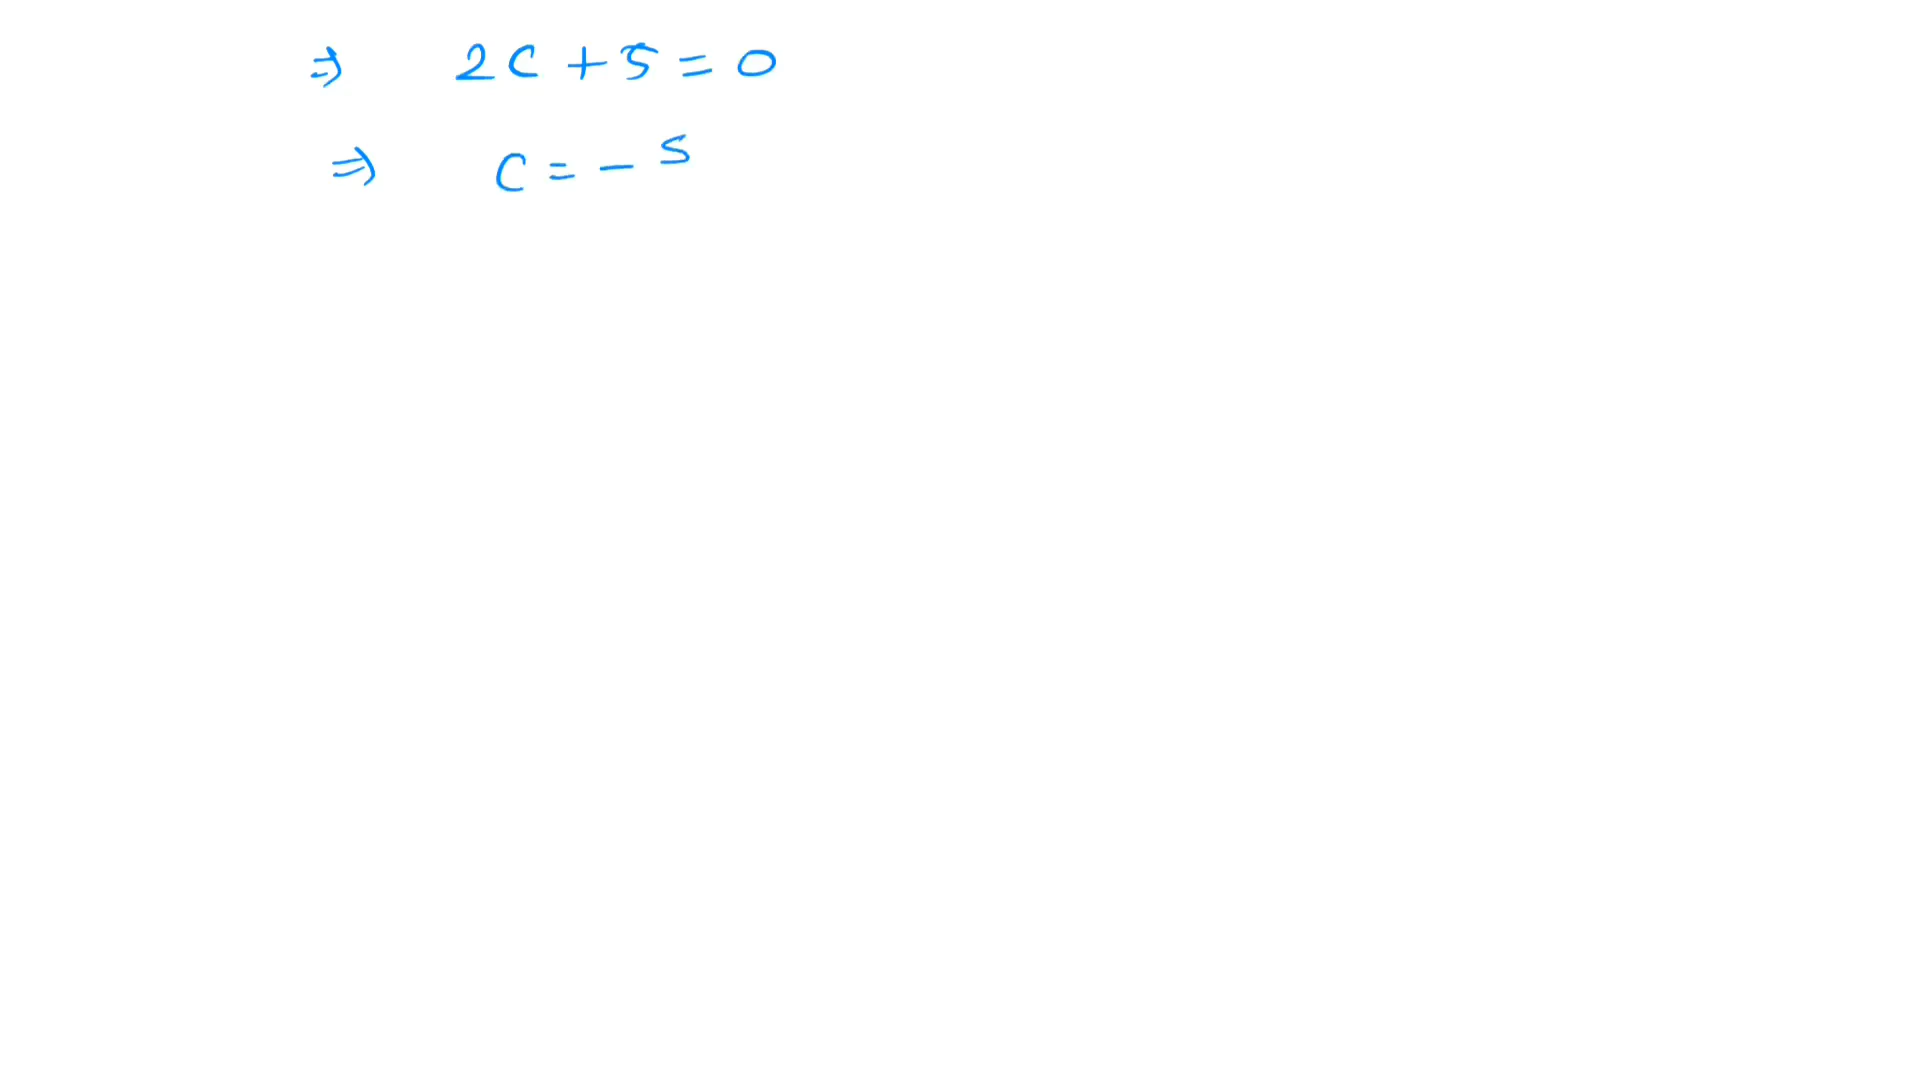 ⇒ 2C + 5 = 0
⇒ C = - 5